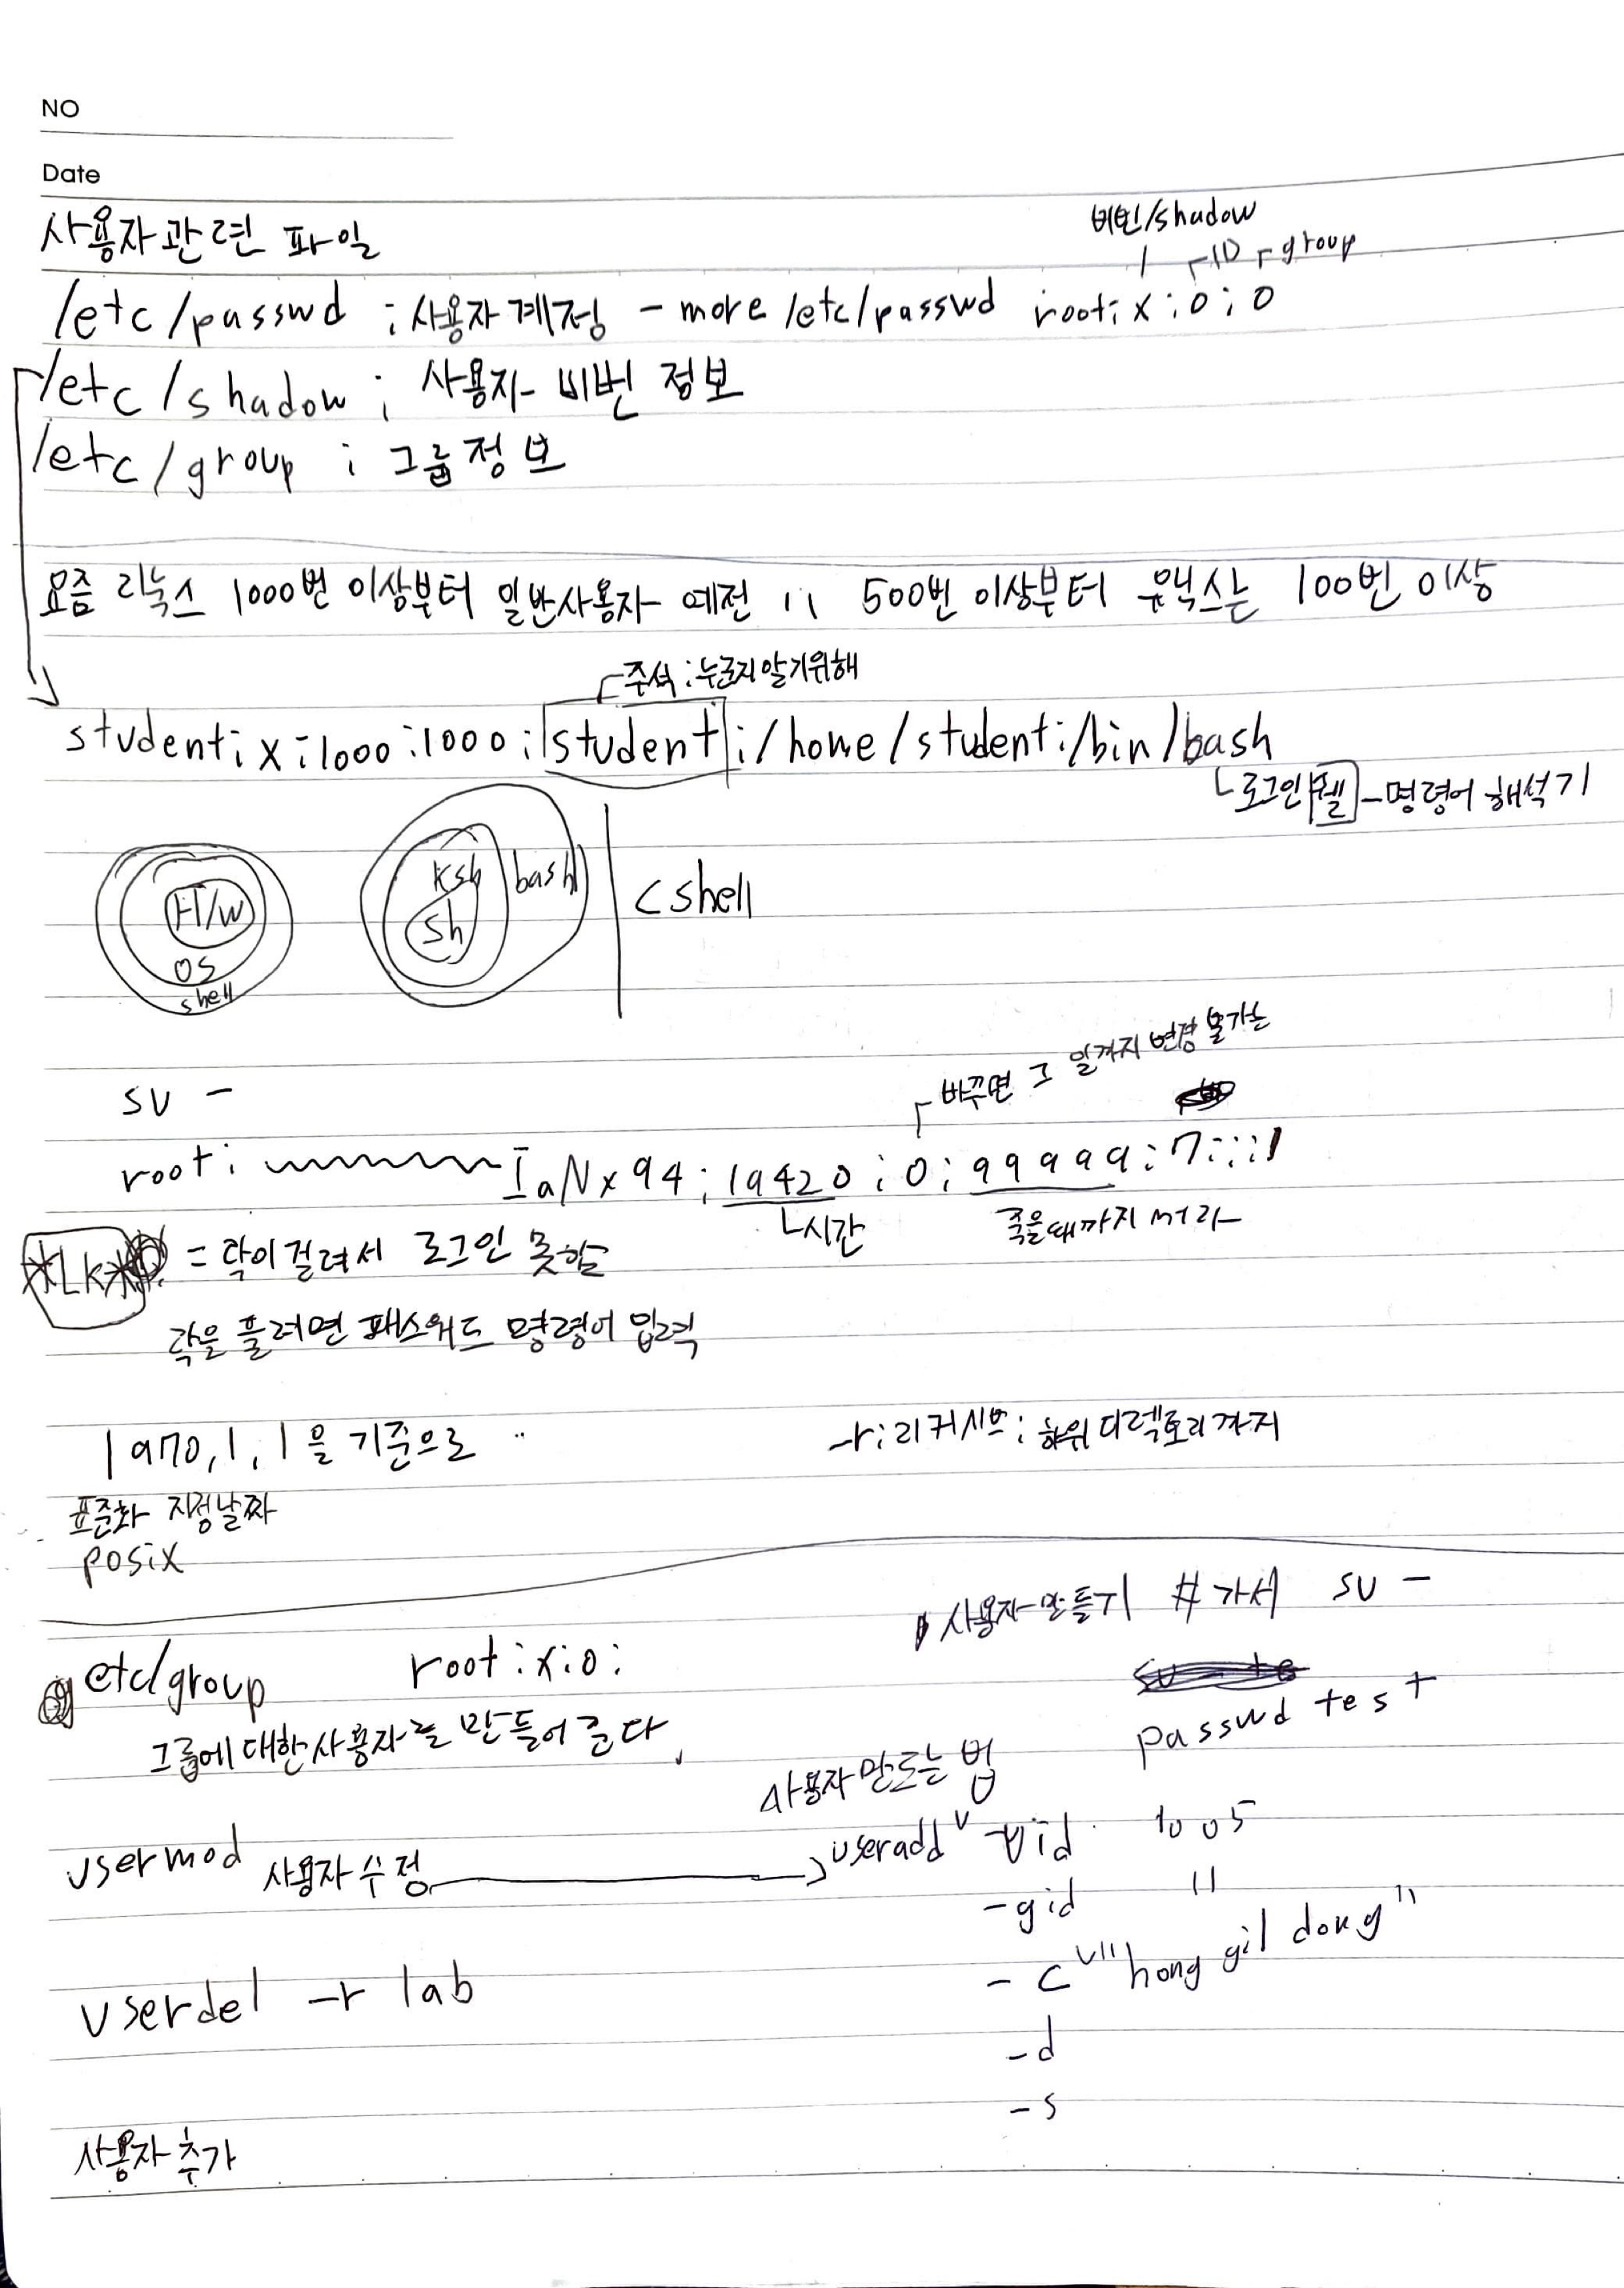 NO
Date
사용자관련 파일
비번/shadow
ID group
/etc/passwd : 사용자계정 - more /etc/passwd root: x : 0 : 0
/etc/shadow : 사용자 비번 정보
/etc/group : 그룹정보
요즘 리눅스 1000번 이상부터 일반사용자 예전 〃 500번 이상부터 유닉스는 100번 이상
주석 : 누군지알기위해
student: x :1000 :1000 : student : /home/student:/bin/bash
로그인 쉘 - 명령어 해석기
H/W
OS
shell
Ksh
sh
bash
C shell
su -
바꾸면 그 일까지 변경 불가능
root: IaNx94 : 19420 : 0 : 99999 : 7 : : :
시간
죽을때까지 써라
*LK* = 락이걸려서 로그인 못함
락을 풀려면 패스워드 명령어 입력
1970, 1, 1 을 기준으로 ..
-r : 리커시브 : 하위디렉토리까지
표준화 지정날짜
posix
사용자만들기 # 가서 su -
etc/group root : x : 0 :
passwd test
그룹에대한사용자를 만들어 준다.
사용자 만드는 법
usermod 사용자수정
useradd -uid 1005
-gid 〃
-c "hong gil dong"
userdel -r lab
-d
-s
사용자추가